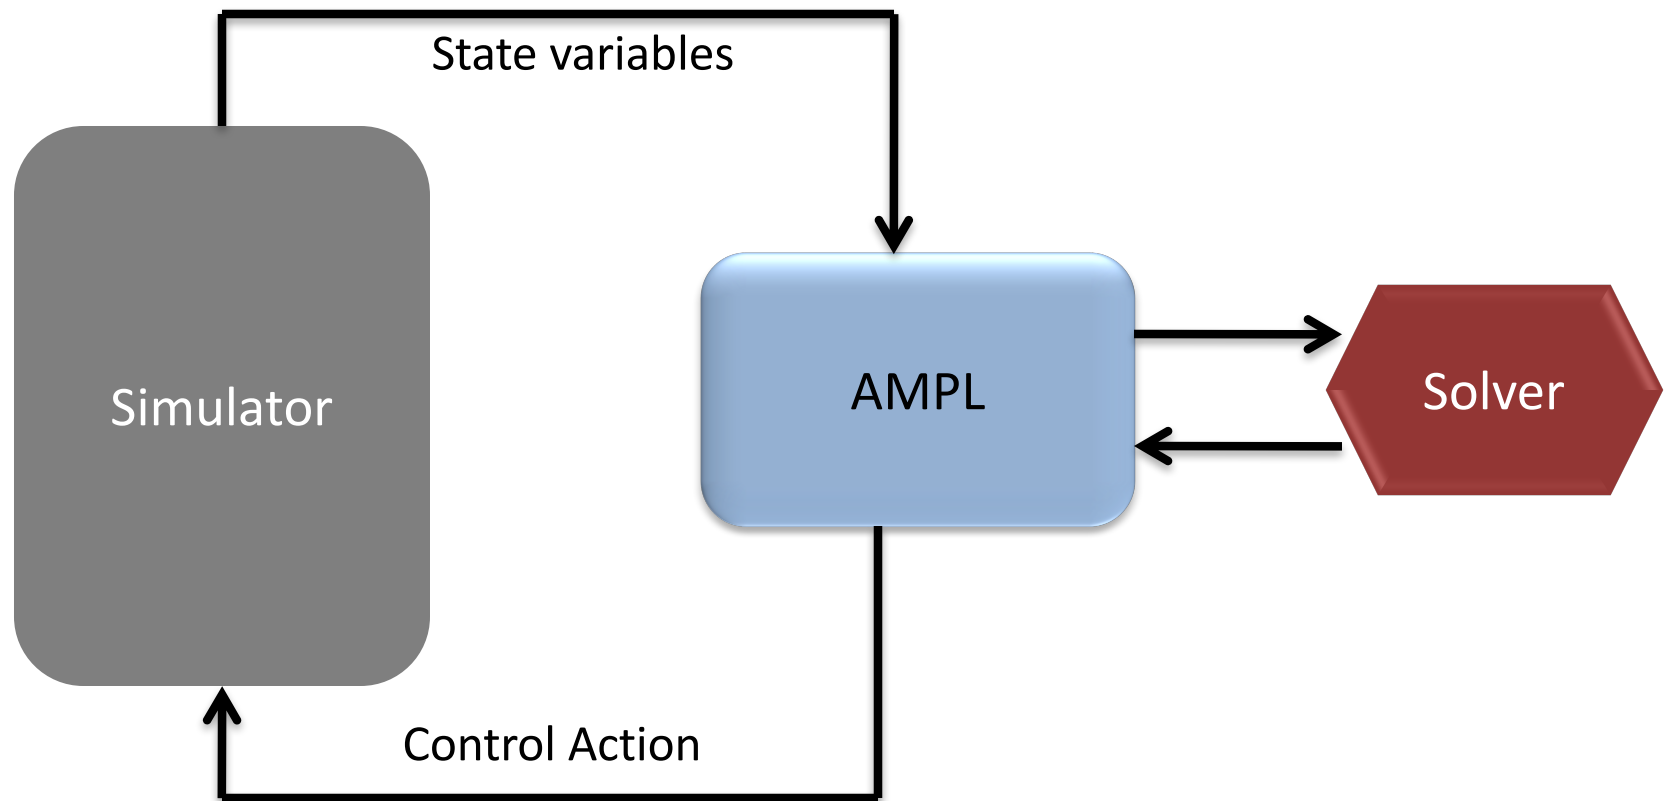 State variables
Simulator
AMPL
Solver
Control Action